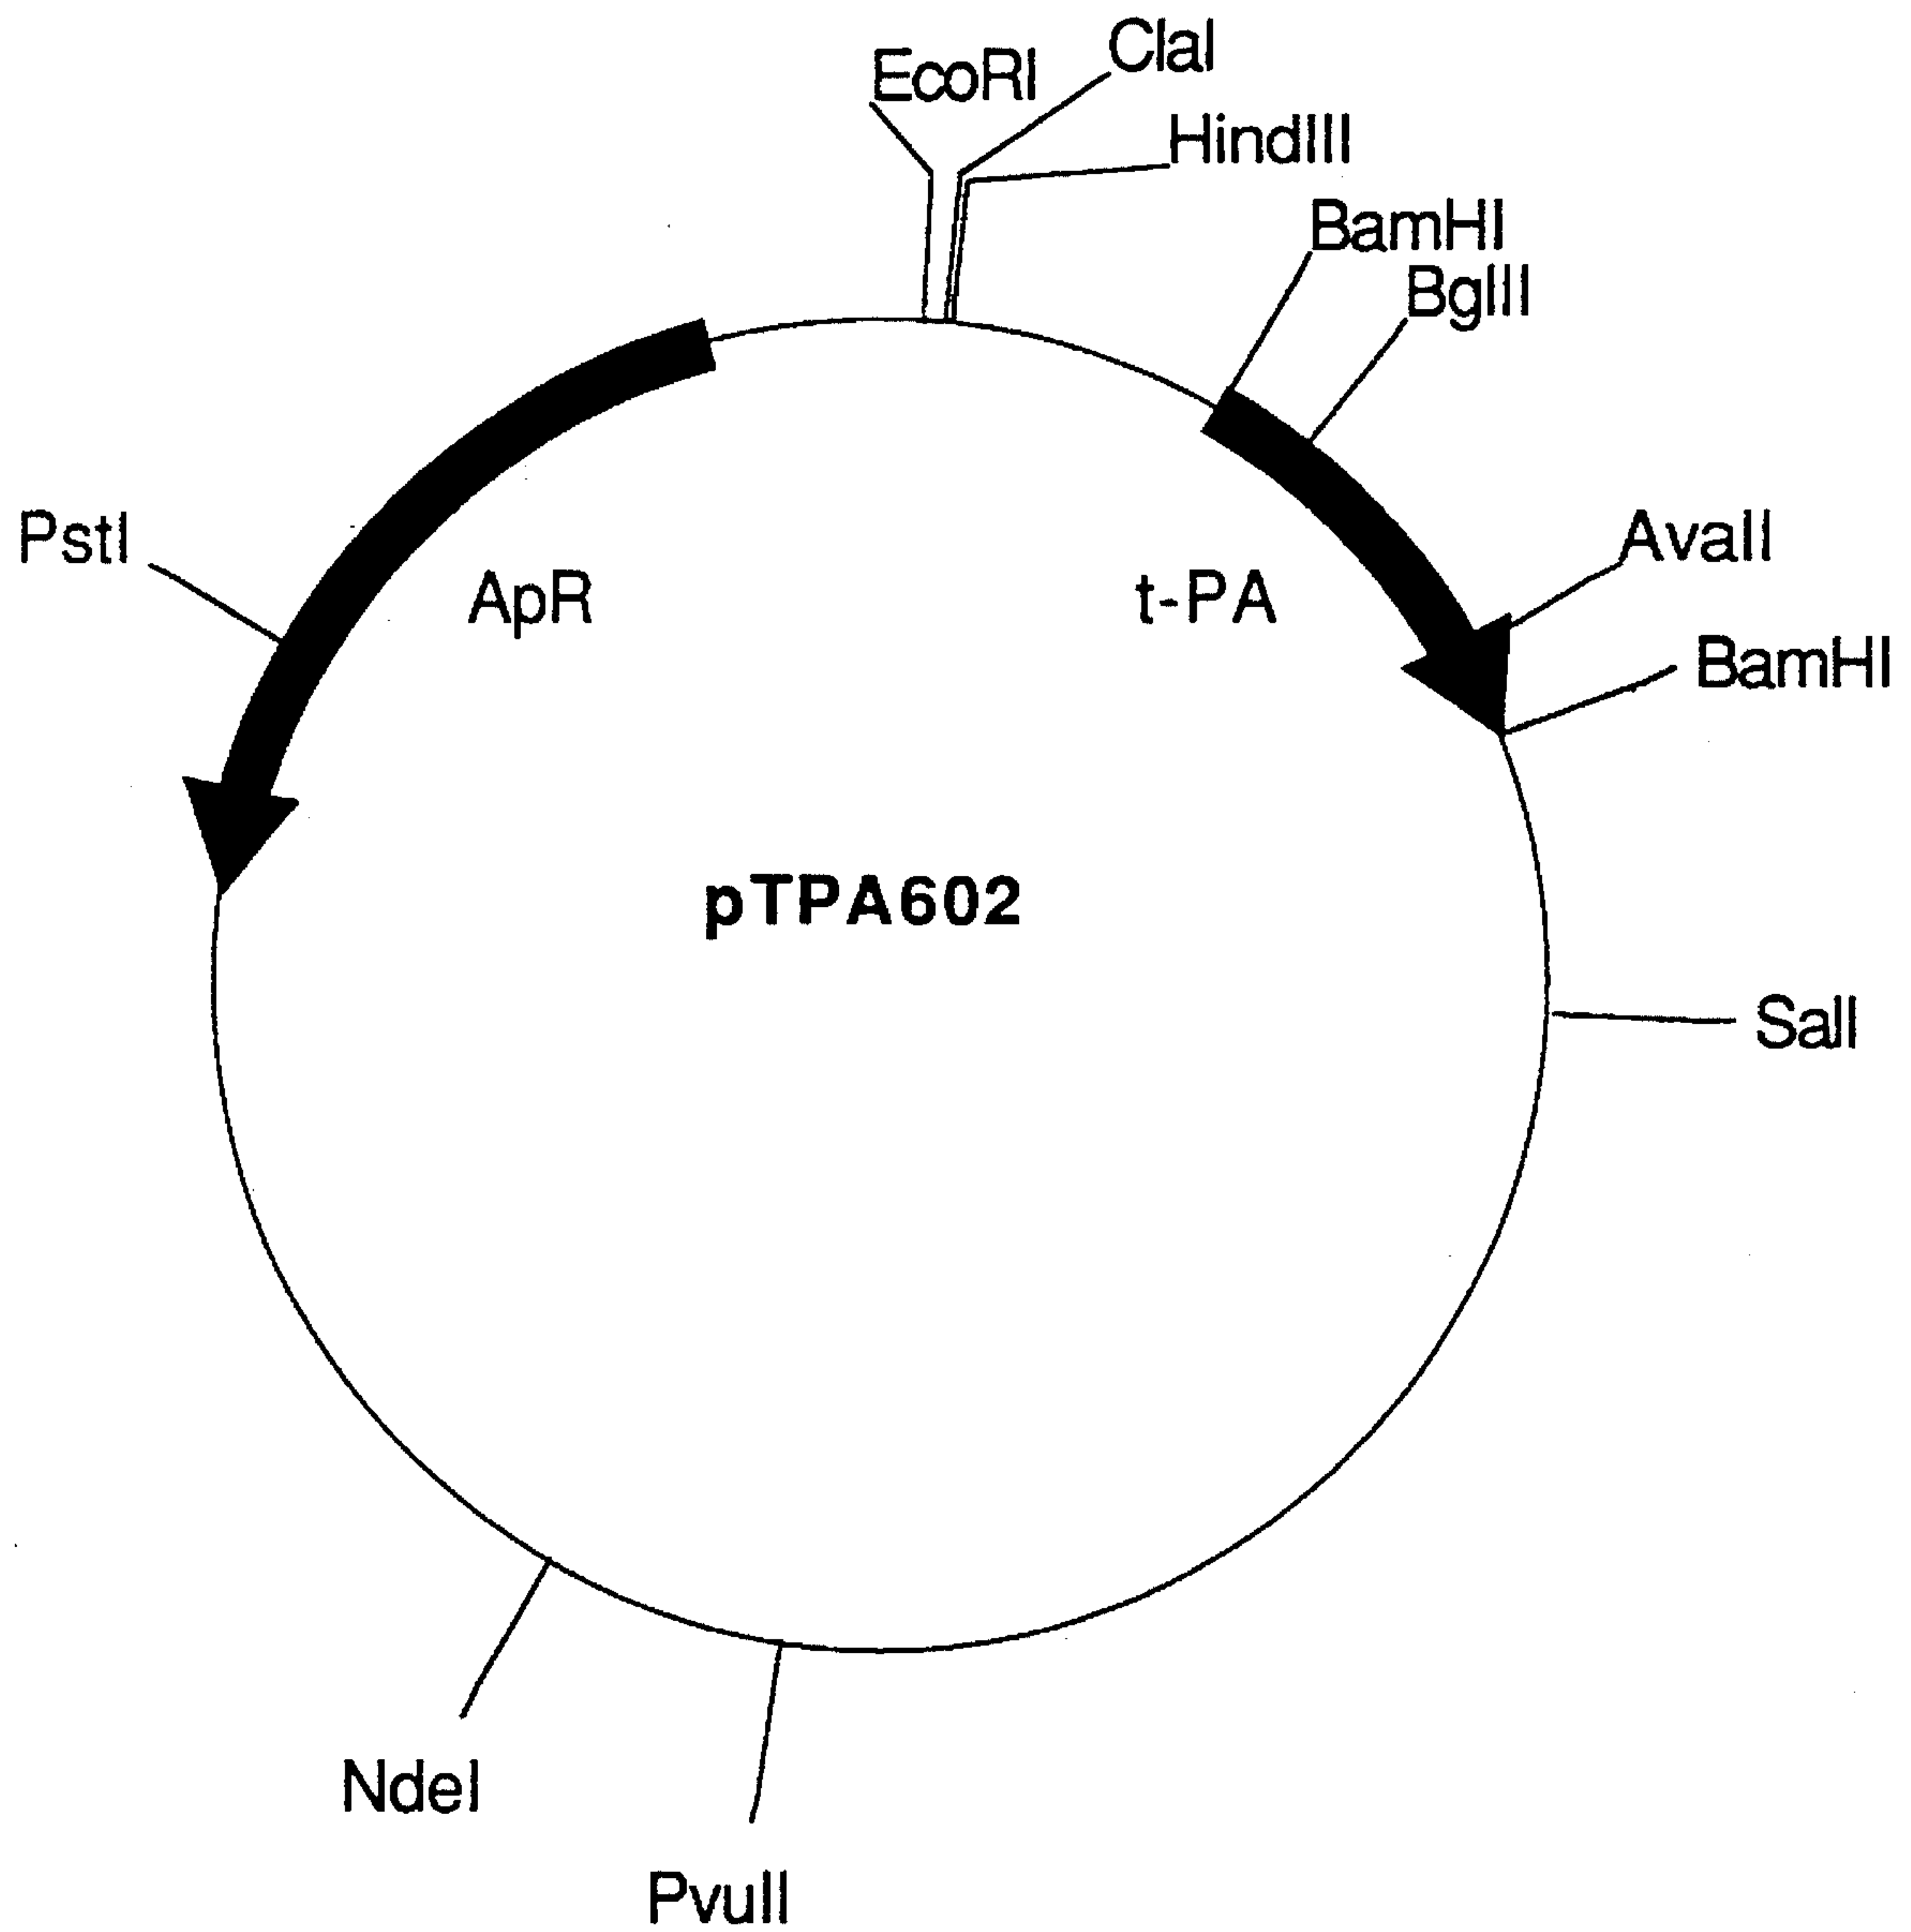 EcoRI
ClaI
HindIII
BamHI
BglII
PstI
ApR
t-PA
AvaII
BamHI
pTPA602
SalI
NdeI
PvuII